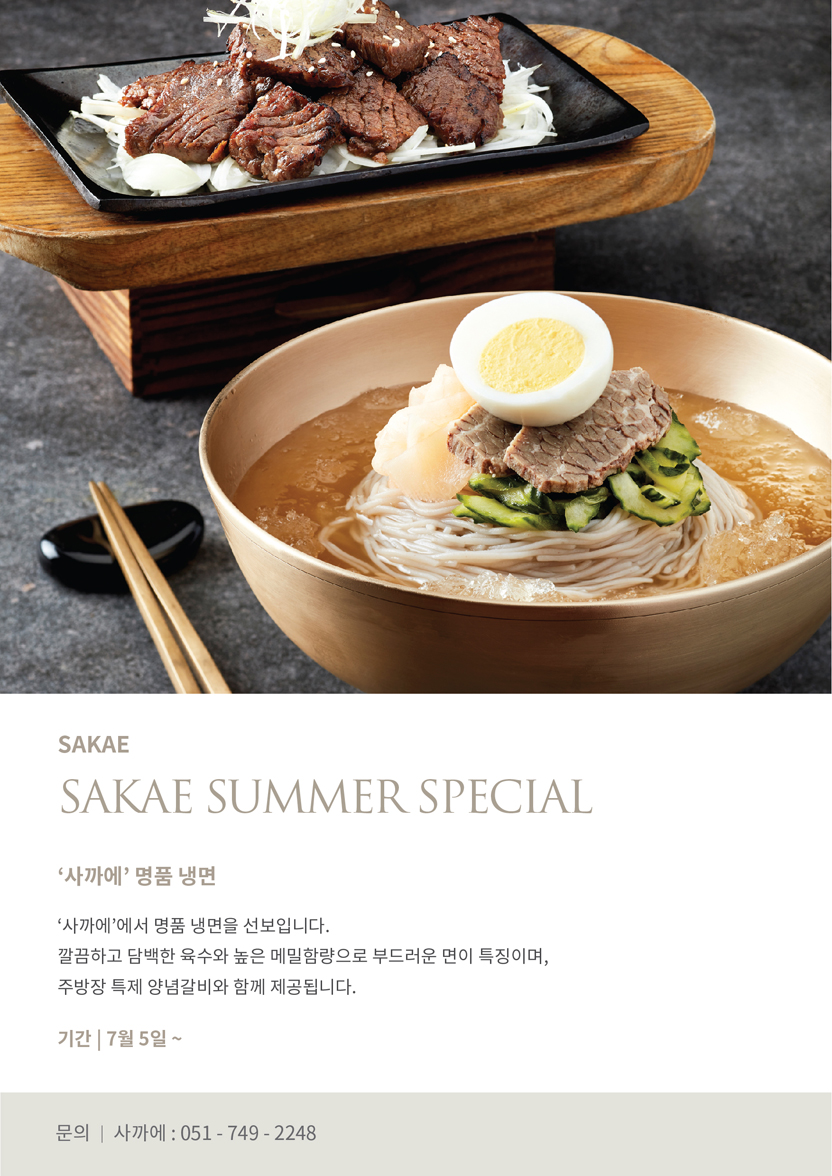 SAKAE
SAKAE SUMMER SPECIAL
‘사까에’ 명품 냉면
‘사까에’에서 명품 냉면을 선보입니다.
깔끔하고 담백한 육수와 높은 메밀함량으로 부드러운 면이 특징이며,
주방장 특제 양념갈비와 함께 제공됩니다.
기간 | 7월 5일 ~
문의 | 사까에 : 051 - 749 - 2248